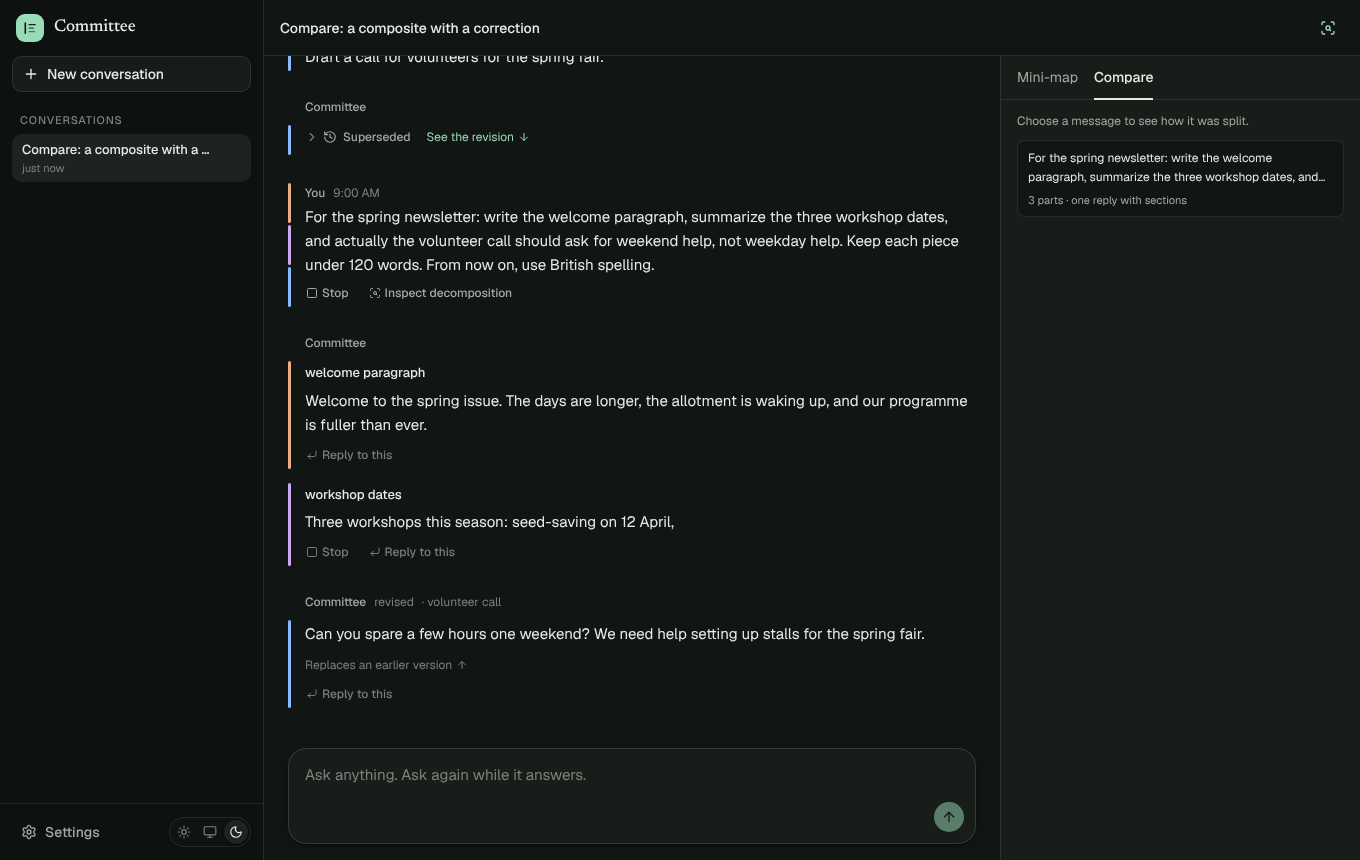 Committee
New conversation
CONVERSATIONS
Compare: a composite with a …
just now
Settings
Compare: a composite with a correction
Draft a call for volunteers for the spring fair.
Committee
Superseded See the revision ↓
You 9:00 AM
For the spring newsletter: write the welcome paragraph, summarize the three workshop dates,
and actually the volunteer call should ask for weekend help, not weekday help. Keep each piece
under 120 words. From now on, use British spelling.
Stop Inspect decomposition
Committee
welcome paragraph
Welcome to the spring issue. The days are longer, the allotment is waking up, and our programme
is fuller than ever.
Reply to this
workshop dates
Three workshops this season: seed-saving on 12 April,
Stop Reply to this
Committee revised · volunteer call
Can you spare a few hours one weekend? We need help setting up stalls for the spring fair.
Replaces an earlier version ↑
Reply to this
Ask anything. Ask again while it answers.
Mini-map Compare
Choose a message to see how it was split.
For the spring newsletter: write the welcome
paragraph, summarize the three workshop dates, and…
3 parts · one reply with sections